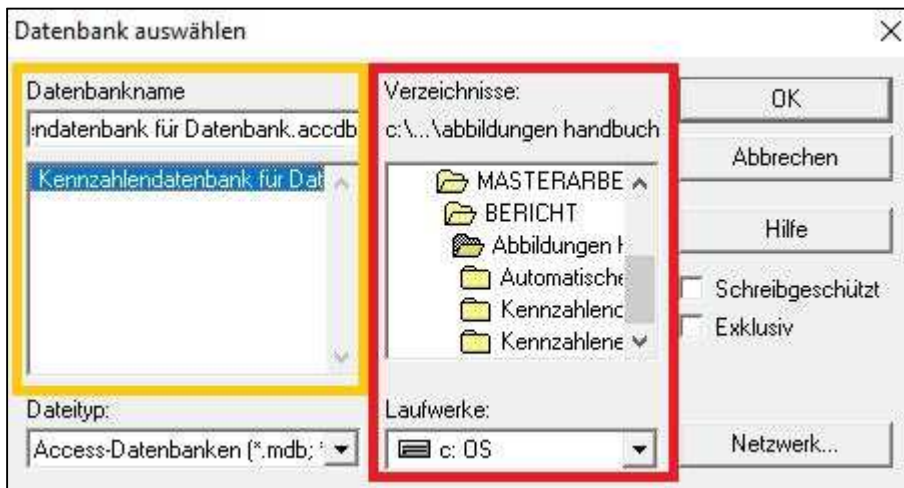 Datenbank auswählen
Datenbankname
ndatenbank für Datenbank.accdb
Kennzahlendatenbank für Dat
Dateityp:
Access-Datenbanken (*.mdb; *
Verzeichnisse:
c:\...\abbildungen handbuch
MASTERARBE
BERICHT
Abbildungen H
Automatische
Kennzahlend
Kennzahlene
Laufwerke:
c: OS
OK
Abbrechen
Hilfe
Schreibgeschützt
Exklusiv
Netzwerk...